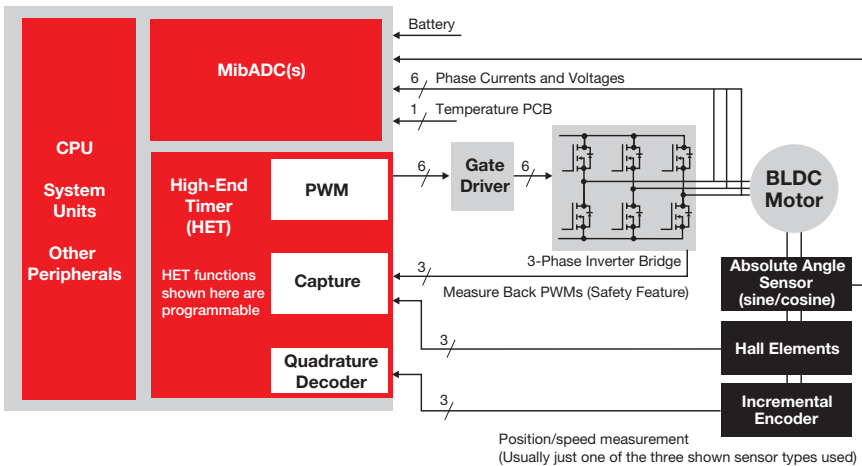 CPU
System
Units
Other
Peripherals
MibADC(s)
High-End
Timer
(HET)
HET functions
shown here are
programmable
PWM
Capture
Quadrature
Decoder
Battery
6
Phase Currents and Voltages
1
Temperature PCB
6
Gate
Driver
6
3-Phase Inverter Bridge
BLDC
Motor
3
Measure Back PWMs (Safety Feature)
Absolute Angle
Sensor
(sine/cosine)
3
Hall Elements
3
Incremental
Encoder
Position/speed measurement
(Usually just one of the three shown sensor types used)